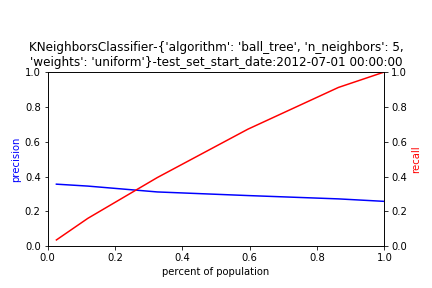 KNeighborsClassifier-{'algorithm': 'ball_tree', 'n_neighbors': 5,
'weights': 'uniform'}-test_set_start_date:2012-07-01 00:00:00
1.0
0.8
0.6
0.4
0.2
0.0
precision
1.0
0.8
0.6
0.4
0.2
0.0
recall
0.0 0.2 0.4 0.6 0.8 1.0
percent of population